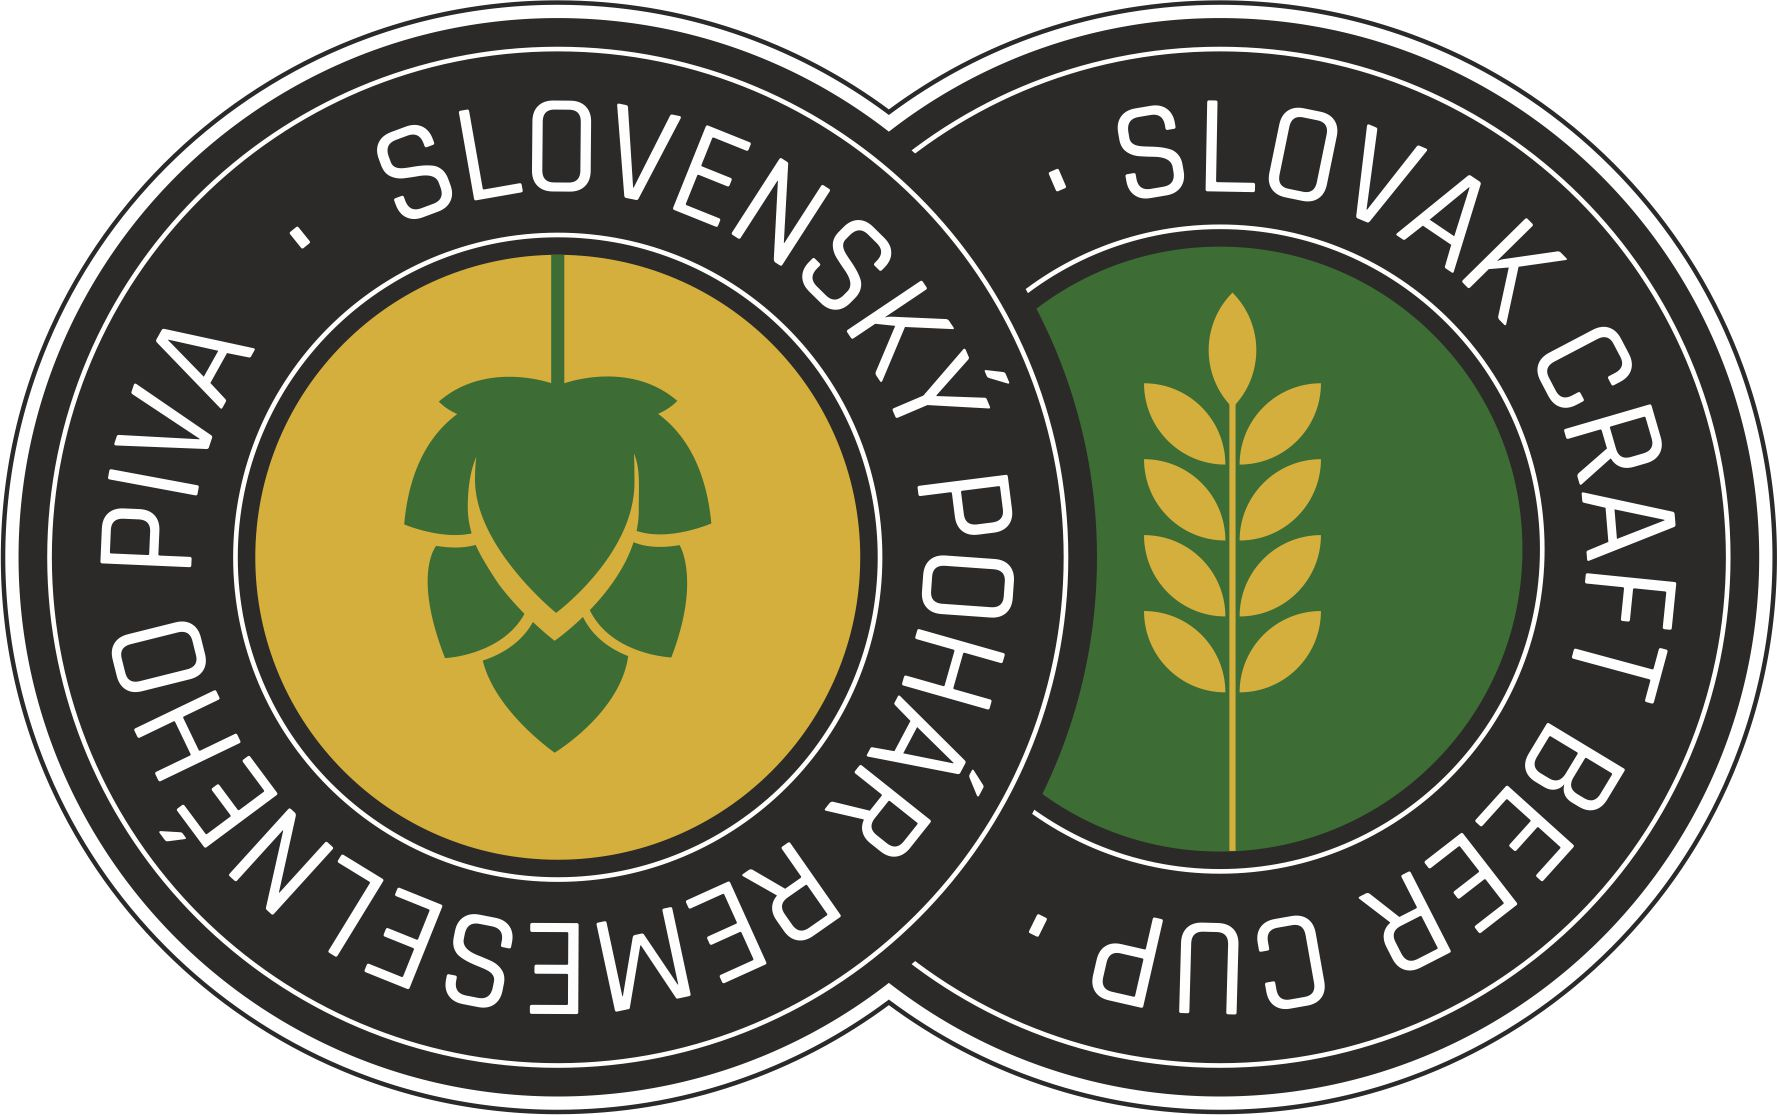 · SLOVENSKÝ POHÁR REMESELNÉHO PIVA
· SLOVAK CRAFT BEER CUP ·